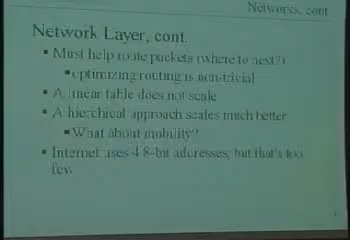 Networks, cont
Network Layer, cont.
Must help route packets (where to next?)
optimizing routing is non-trivial
A linear table does not scale
A hierchical approach scales much better
What about mobility?
Internet uses 4 8-bit addresses, but that's too
few